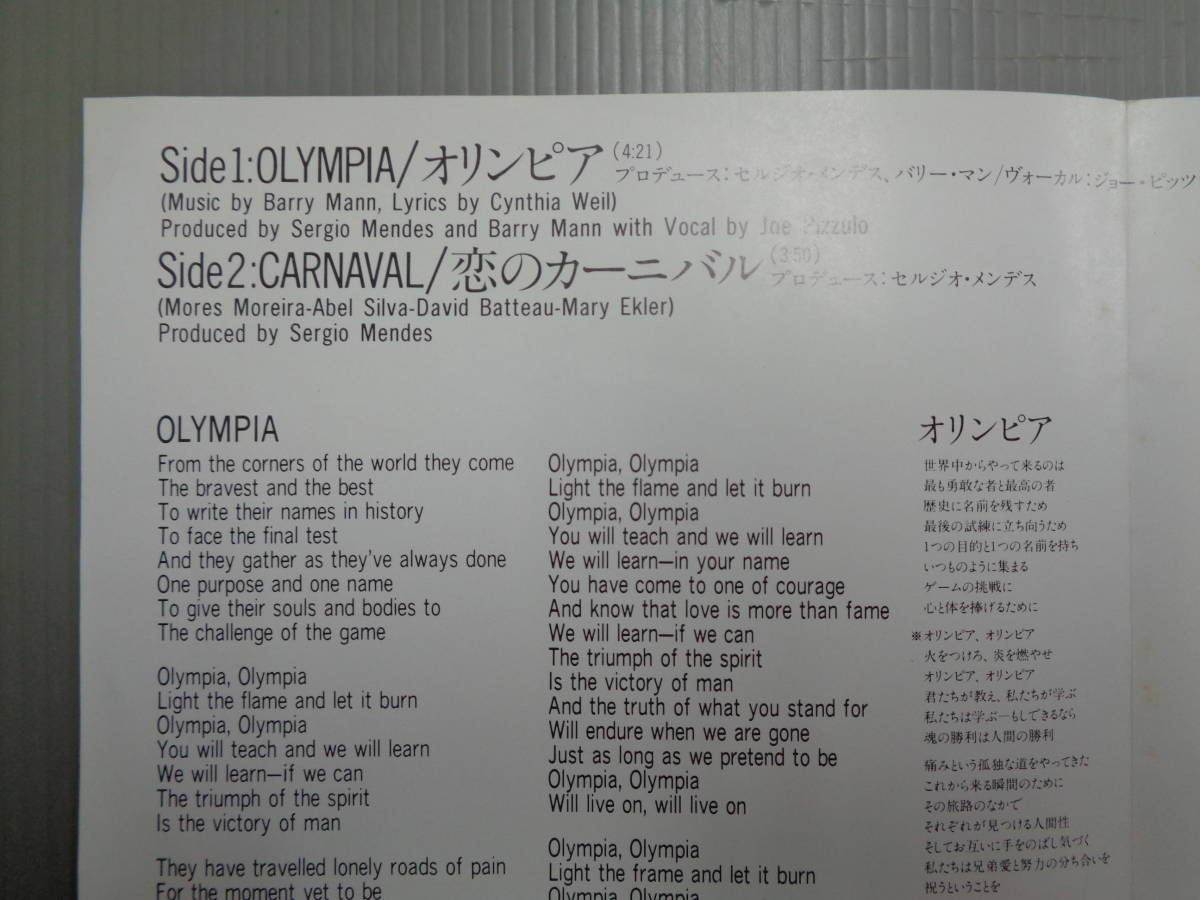 Side1:OLYMPIA/オリンピア(4:21)
プロデュース:セルジオ・メンデス、バリー・マン/ヴォーカル:ジョー・ピッツ
(Music by Barry Mann, Lyrics by Cynthia Weil)
Produced by Sergio Mendes and Barry Mann with Vocal by Joe Pizzulo
Side2:CARNAVAL/恋のカーニバル(3:50)
プロデュース:セルジオ・メンデス
(Mores Moreira-Abel Silva-David Batteau-Mary Ekler)
Produced by Sergio Mendes
OLYMPIA
From the corners of the world they come
The bravest and the best
To write their names in history
To face the final test
And they gather as they've always done
One purpose and one name
To give their souls and bodies to
The challenge of the game
Olympia, Olympia
Light the flame and let it burn
Olympia, Olympia
You will teach and we will learn
We will learn—if we can
The triumph of the spirit
Is the victory of man
They have travelled lonely roads of pain
For the moment yet to be
Olympia, Olympia
Light the flame and let it burn
Olympia, Olympia
You will teach and we will learn
We will learn—in your name
You have come to one of courage
And know that love is more than fame
We will learn—if we can
The triumph of the spirit
Is the victory of man
And the truth of what you stand for
Will endure when we are gone
Just as long as we pretend to be
Olympia, Olympia
Will live on, will live on
Olympia, Olympia
Light the frame and let it burn
Olympia, Olympia
オリンピア
世界中からやって来るのは
最も勇敢な者と最高の者
歴史に名前を残すため
最後の試練に立ち向うため
1つの目的と1つの名前を持ち
いつものように集まる
ゲームの挑戦に
心と体を捧げるために
※オリンピア、オリンピア
火をつけろ、炎を燃やせ
オリンピア、オリンピア
君たちが教え、私たちが学ぶ
私たちは学ぶ—もしできるなら
魂の勝利は人間の勝利
痛みという孤独な道をやってきた
これから来る瞬間のために
その旅路のなかで
それぞれが見つける人間性
そしてお互いに手をのばし気づく
私たちは兄弟愛と努力の分ち合いを
祝うということを